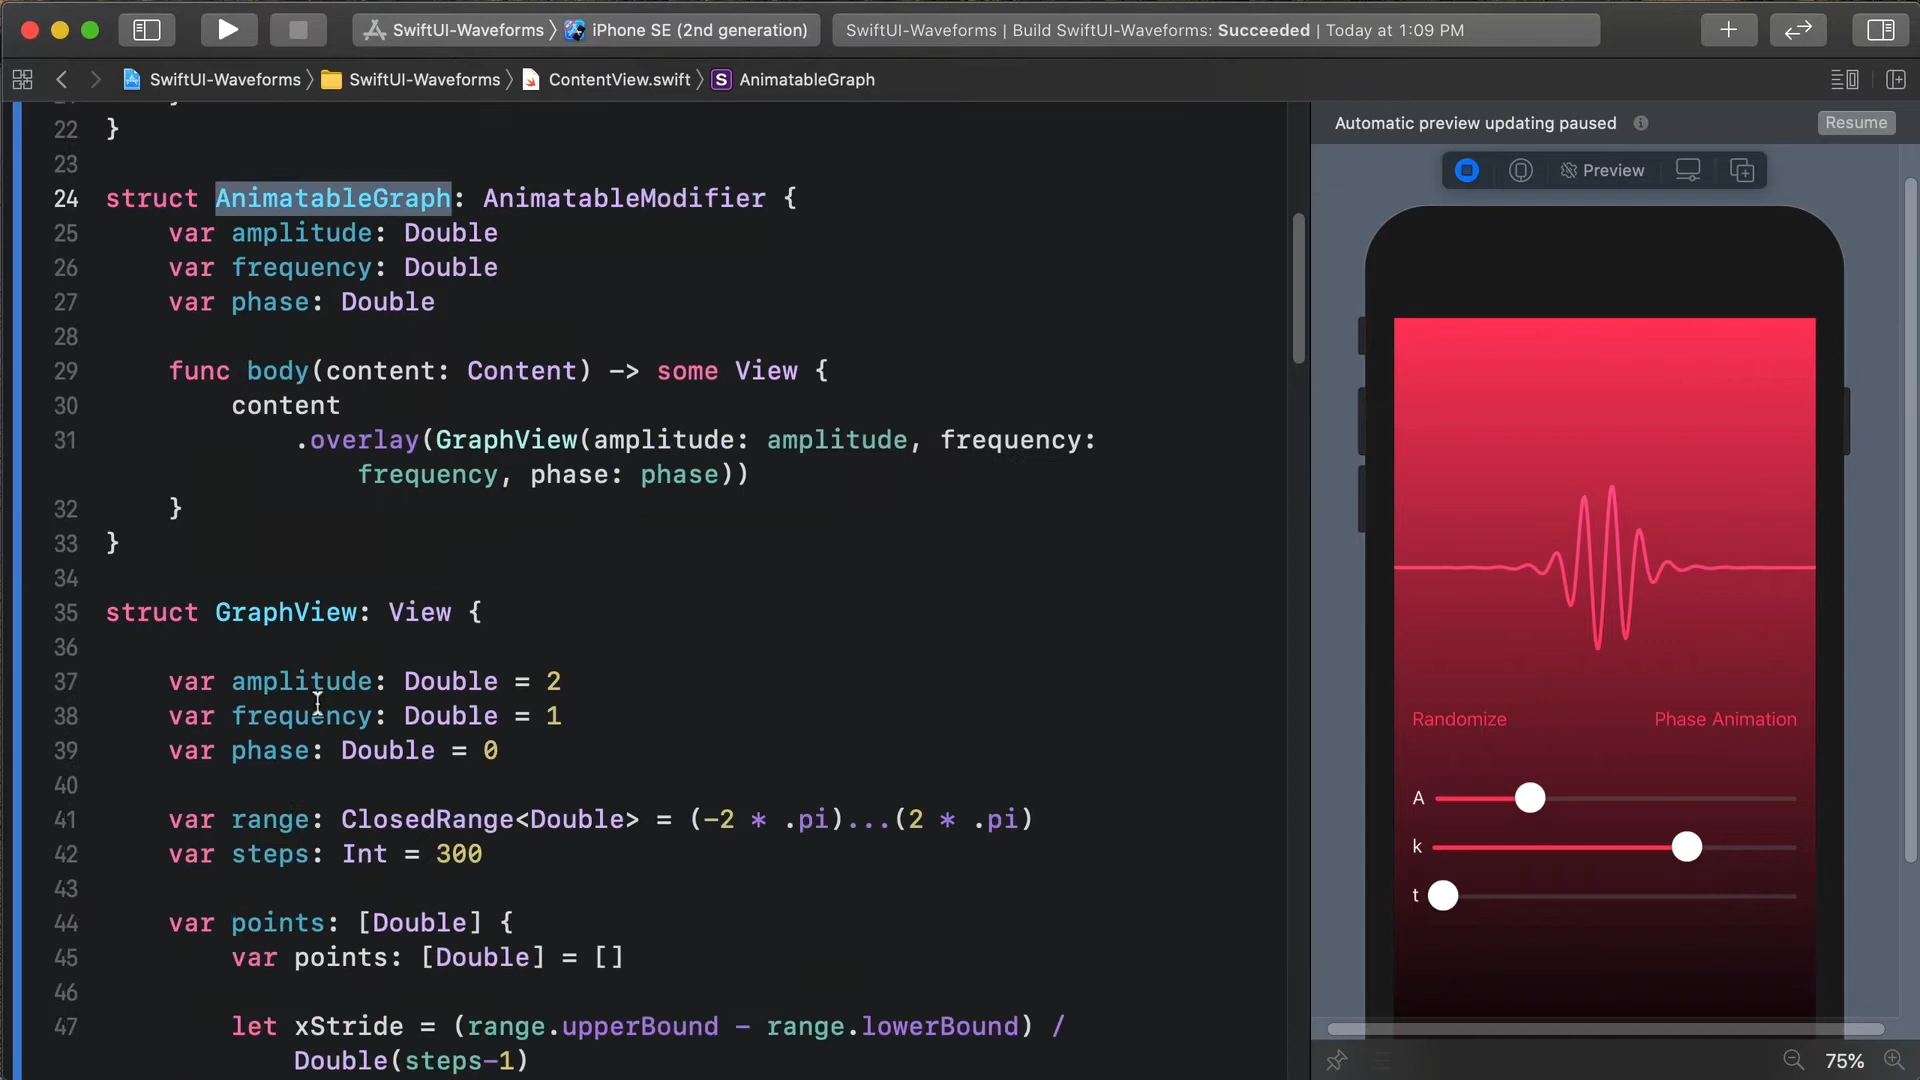 SwiftUI-Waveforms 〉 iPhone SE (2nd generation)
SwiftUI-Waveforms | Build SwiftUI-Waveforms: Succeeded | Today at 1:09 PM
SwiftUI-Waveforms 〉 SwiftUI-Waveforms 〉 ContentView.swift 〉 S AnimatableGraph
22 }
23
24 struct AnimatableGraph: AnimatableModifier {
25 var amplitude: Double
26 var frequency: Double
27 var phase: Double
28
29 func body(content: Content) -> some View {
30 content
31 .overlay(GraphView(amplitude: amplitude, frequency:
frequency, phase: phase))
32 }
33 }
34
35 struct GraphView: View {
36
37 var amplitude: Double = 2
38 var frequency: Double = 1
39 var phase: Double = 0
40
41 var range: ClosedRange<Double> = (-2 * .pi)...(2 * .pi)
42 var steps: Int = 300
43
44 var points: [Double] {
45 var points: [Double] = []
46
47 let xStride = (range.upperBound - range.lowerBound) /
Double(steps-1)
Automatic preview updating paused
Resume
Preview
Randomize
Phase Animation
A
k
t
75%